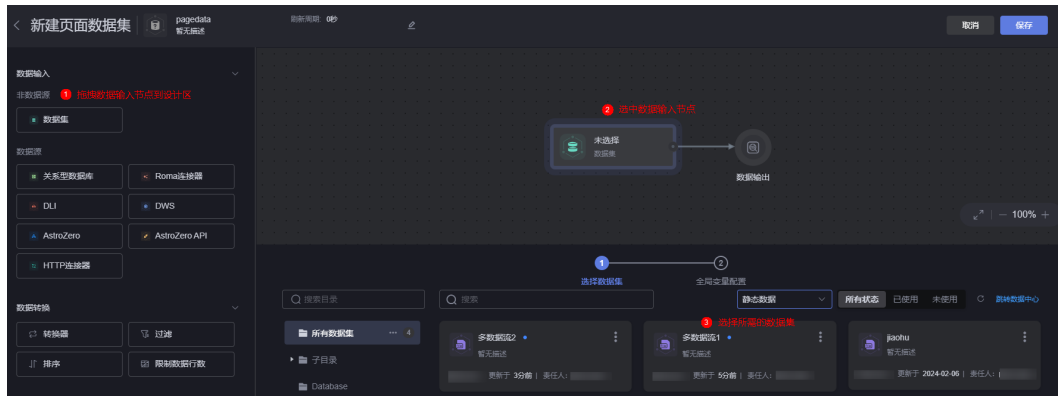 新建页面数据集
pagedata
暂无描述
刷新周期: 0秒
取消
保存
数据输入
非数据源
1 拖拽数据输入节点到设计区
数据集
数据源
关系型数据库
Roma连接器
DLI
DWS
AstroZero
AstroZero API
HTTP连接器
数据转换
转换器
过滤
排序
限制数据行数
2 选中数据输入节点
未选择
数据集
数据输出
100%
1
2
选择数据集
全局变量配置
搜索目录
搜索
静态数据
所有状态
已使用
未使用
跳转数据中心
3 选择所需的数据集
所有数据集 ... 4
子目录
Database
多数据流2
暂无描述
更新于 3分前 | 责任人:
多数据流1
暂无描述
更新于 5分前 | 责任人:
jiaohu
暂无描述
更新于 2024-02-06 | 责任人: